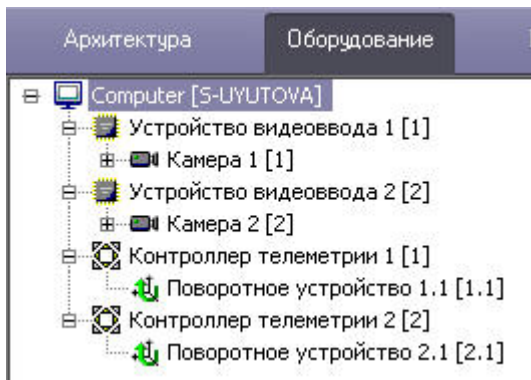 Архитектура Оборудование
Computer [S-UYUTOVA]
Устройство видеоввода 1 [1]
Камера 1 [1]
Устройство видеоввода 2 [2]
Камера 2 [2]
Контроллер телеметрии 1 [1]
Поворотное устройство 1.1 [1.1]
Контроллер телеметрии 2 [2]
Поворотное устройство 2.1 [2.1]